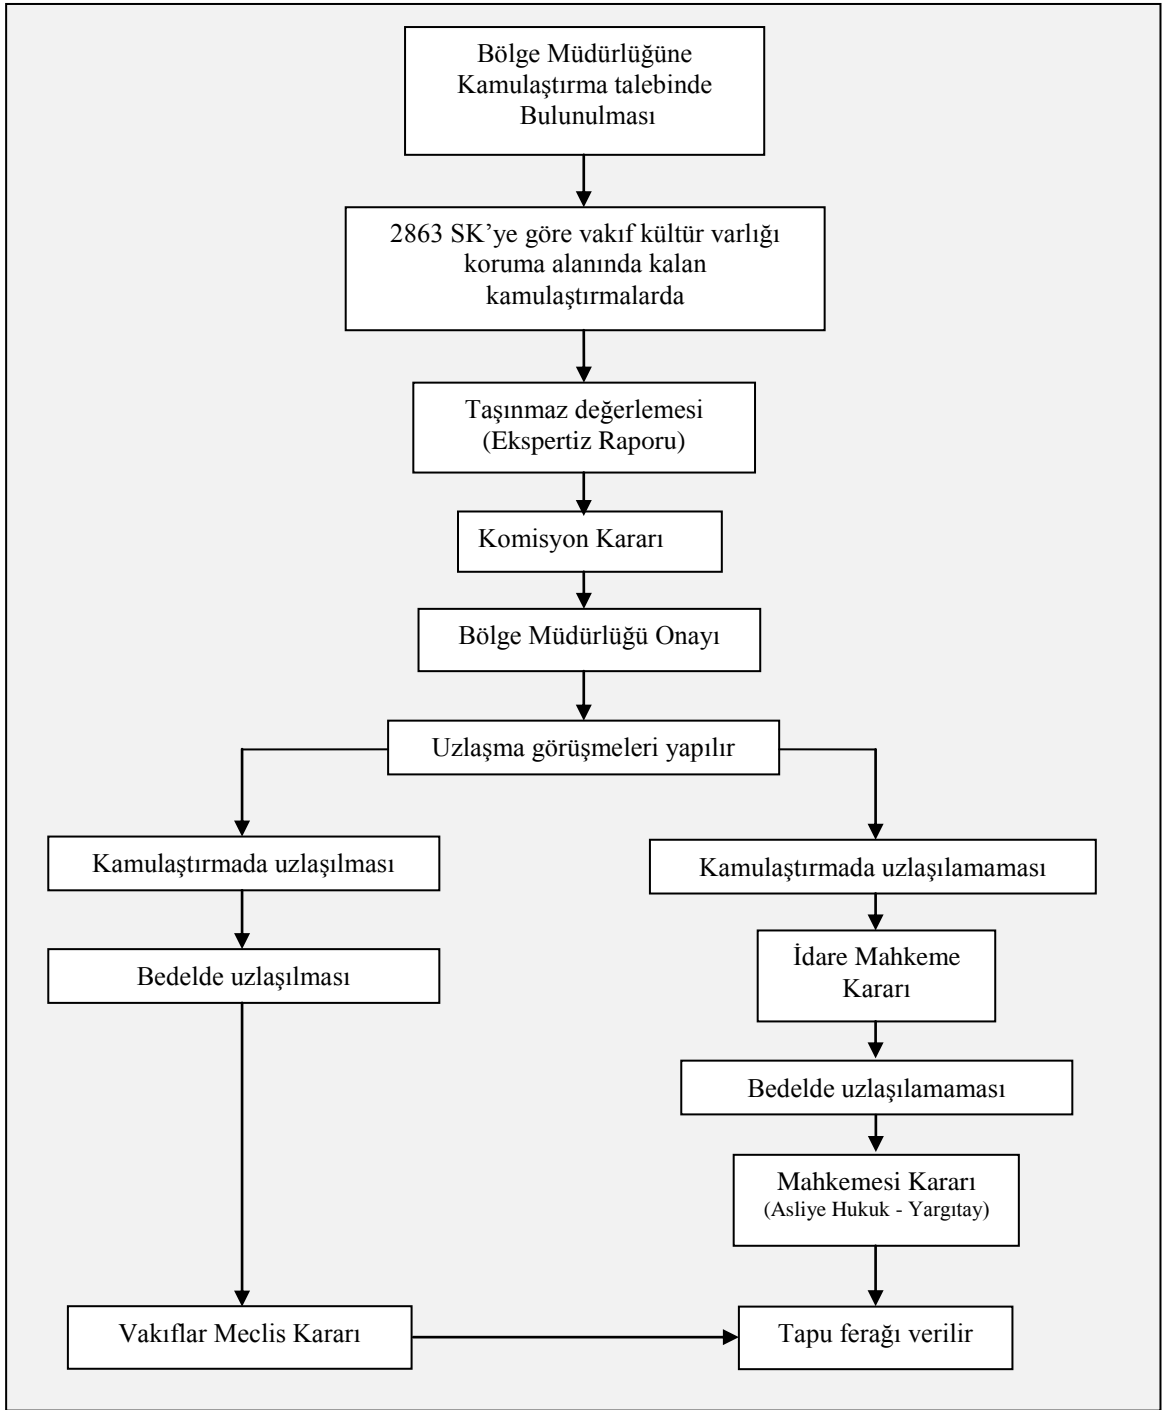 Bölge Müdürlüğüne
Kamulaştırma talebinde
Bulunulması
2863 SK’ye göre vakıf kültür varlığı
koruma alanında kalan
kamulaştırmalarda
Taşınmaz değerlemesi
(Ekspertiz Raporu)
Komisyon Kararı
Bölge Müdürlüğü Onayı
Uzlaşma görüşmeleri yapılır
Kamulaştırmada uzlaşılması
Bedelde uzlaşılması
Vakıflar Meclis Kararı
Kamulaştırmada uzlaşılamaması
İdare Mahkeme
Kararı
Bedelde uzlaşılamaması
Mahkemesi Kararı
(Asliye Hukuk - Yargıtay)
Tapu ferağı verilir